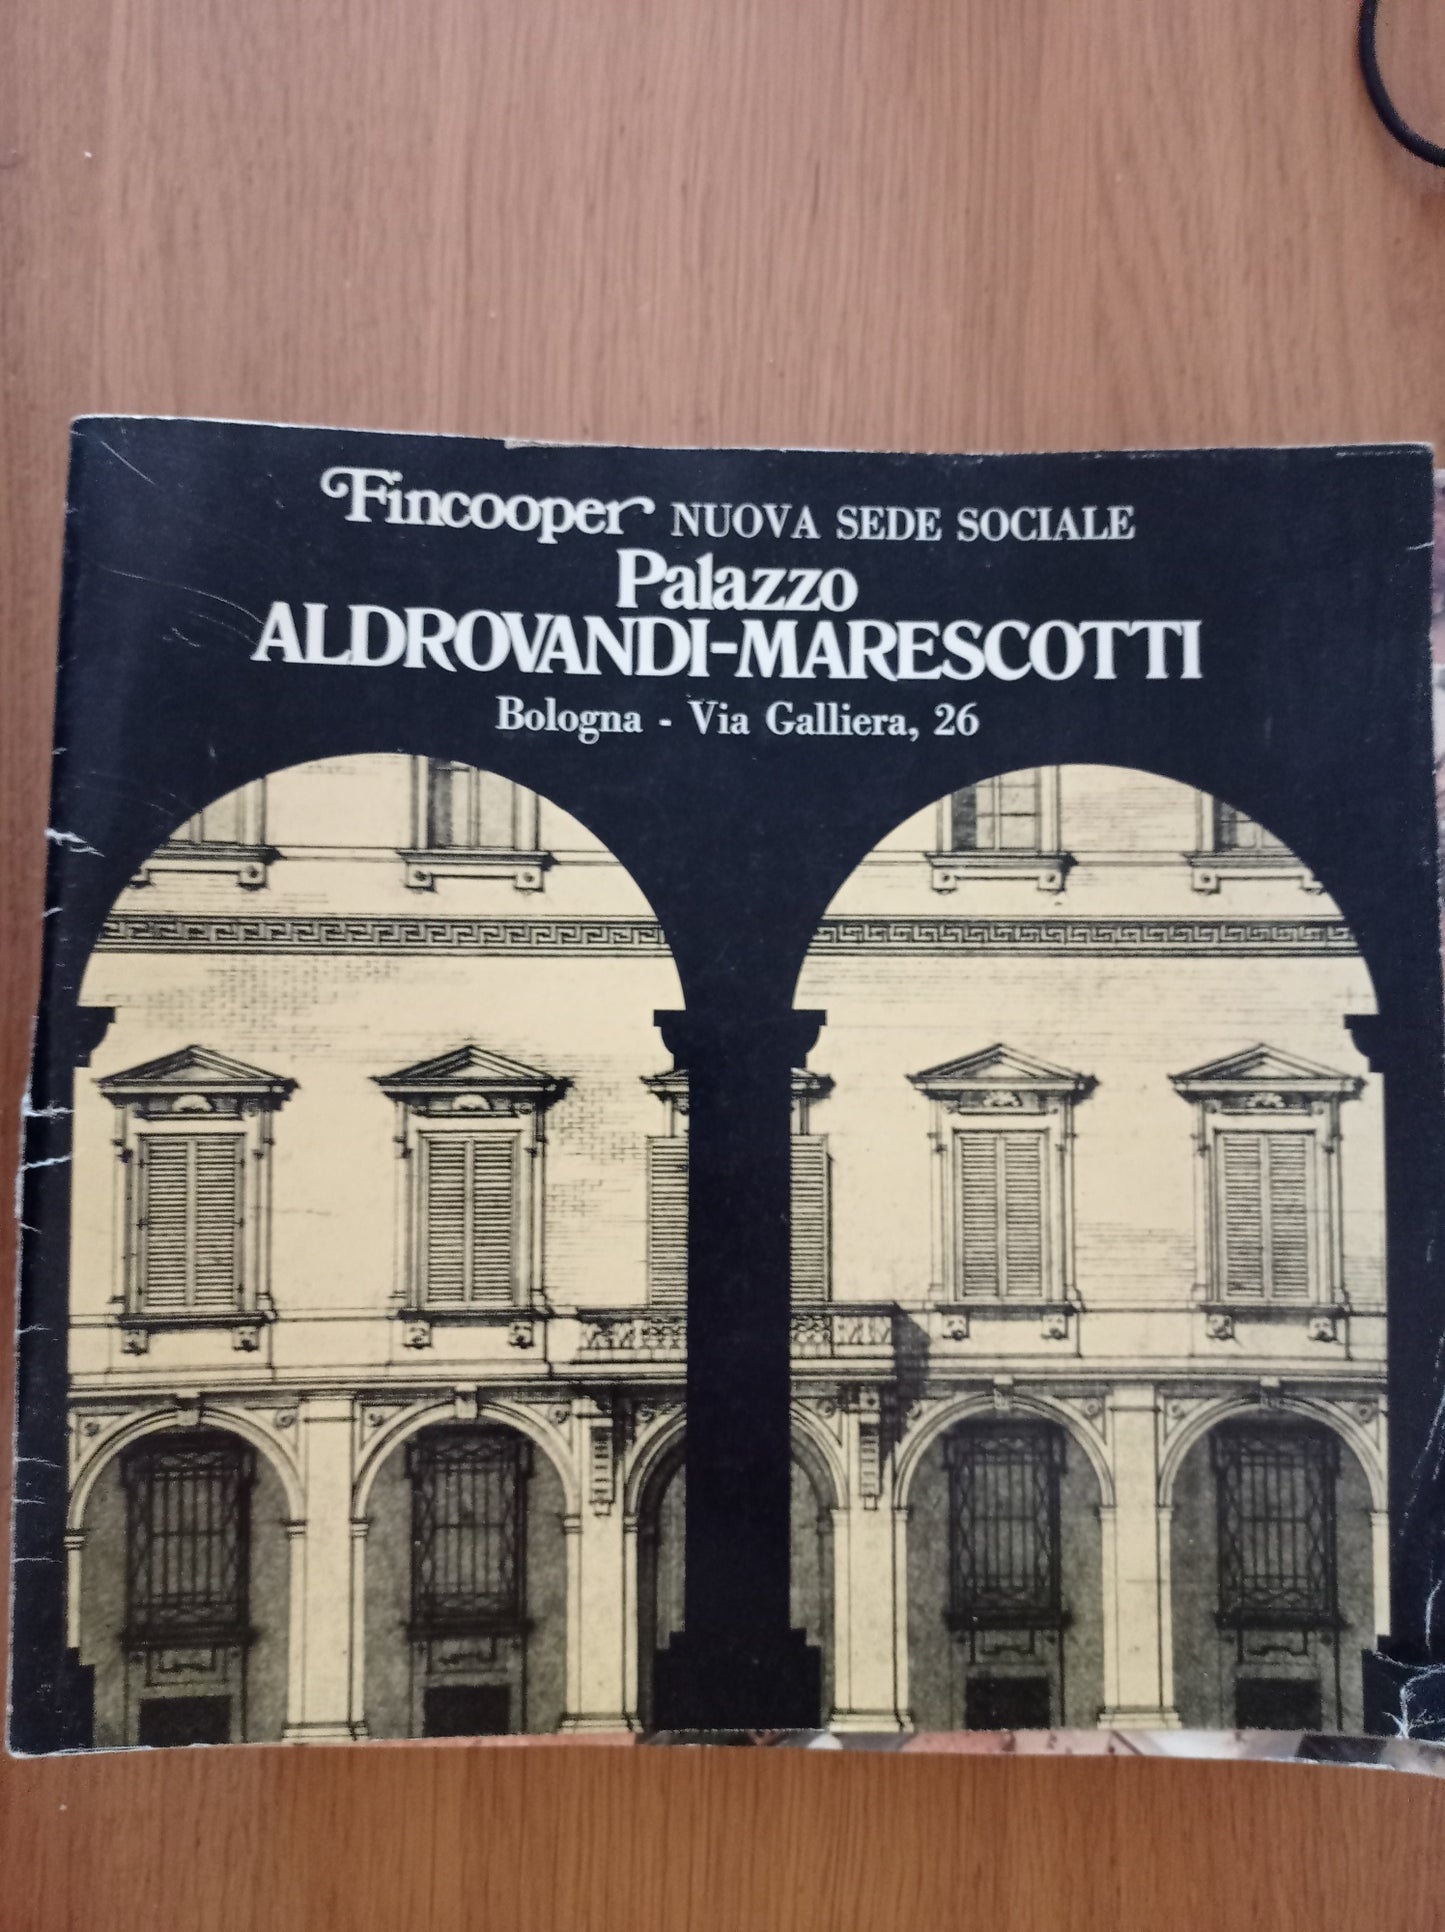 Fincooper NUOVA SEDE SOCIALE
Palazzo
ALDROVANDI-MARESCOTTI
Bologna - Via Galliera, 26